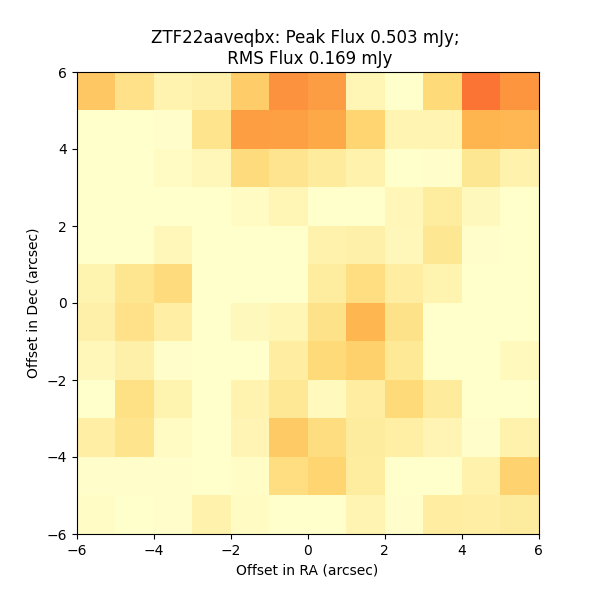 ZTF22aaveqbx: Peak Flux 0.503 mJy;
RMS Flux 0.169 mJy
6
4
2
0
−2
−4
−6
Offset in Dec (arcsec)
−6 −4 −2 0 2 4 6
Offset in RA (arcsec)